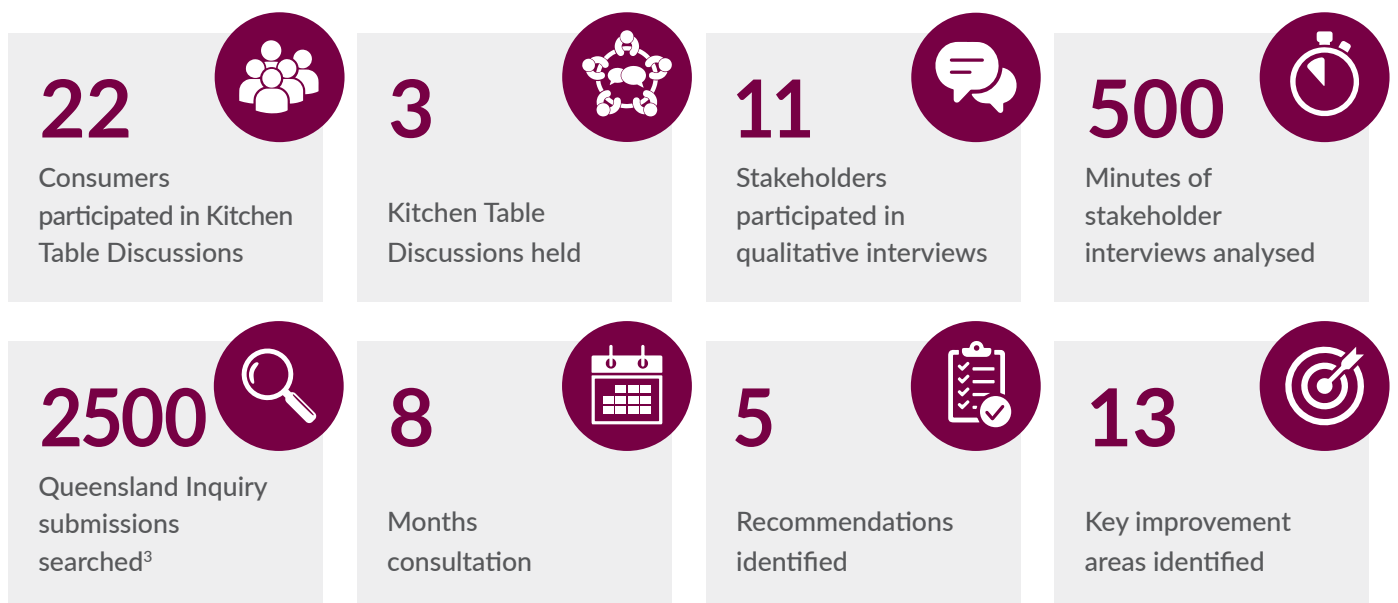 22
Consumers
participated in Kitchen
Table Discussions
3
Kitchen Table
Discussions held
11
Stakeholders
participated in
qualitative interviews
500
Minutes of
stakeholder
interviews analysed
2500
Queensland Inquiry
submissions
searched³
8
Months
consultation
5
Recommendations
identified
13
Key improvement
areas identified